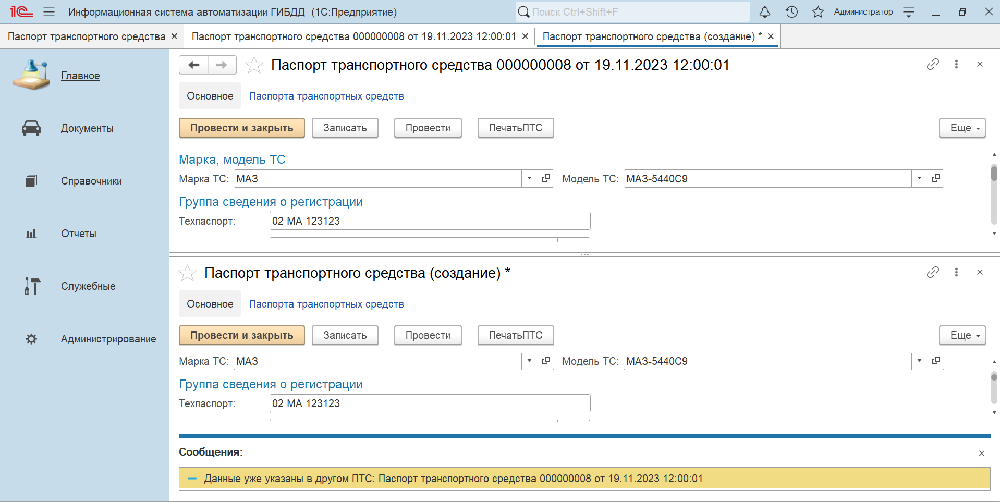 1С Информационная система автоматизации ГИБДД (1С:Предприятие) Поиск Ctrl+Shift+F Администратор
Паспорт транспортного средства Паспорт транспортного средства 000000008 от 19.11.2023 12:00:01 Паспорт транспортного средства (создание) *
Главное
Документы
Справочники
Отчеты
Служебные
Администрирование
Паспорт транспортного средства 000000008 от 19.11.2023 12:00:01
Основное Паспорта транспортных средств
Провести и закрыть Записать Провести ПечатьПТС Еще
Марка, модель ТС
Марка ТС: МАЗ Модель ТС: МАЗ-5440С9
Группа сведения о регистрации
Техпаспорт: 02 МА 123123
Паспорт транспортного средства (создание) *
Основное Паспорта транспортных средств
Провести и закрыть Записать Провести ПечатьПТС Еще
Марка ТС: МАЗ Модель ТС: МАЗ-5440С9
Группа сведения о регистрации
Техпаспорт: 02 МА 123123
Сообщения:
Данные уже указаны в другом ПТС: Паспорт транспортного средства 000000008 от 19.11.2023 12:00:01